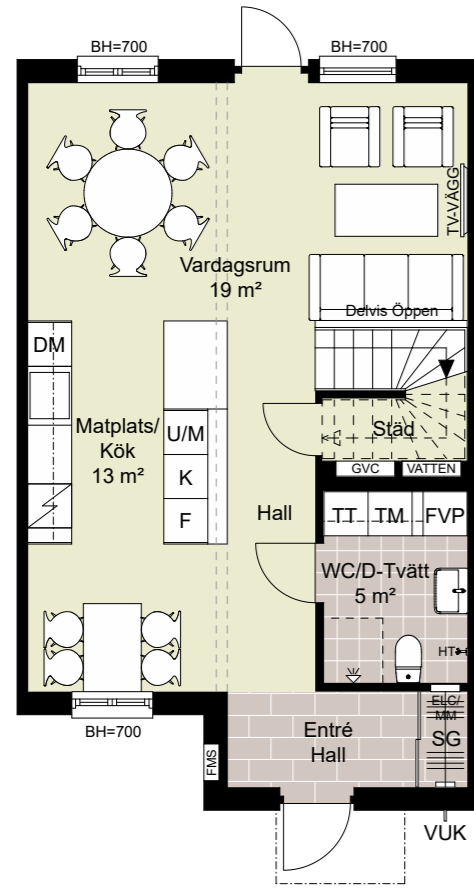 BH=700
BH=700
TV-VÄGG
Vardagsrum
19 m²
Delvis Öppen
DM
Matplats/
Kök
13 m²
U/M
K
F
Städ
GVC
VATTEN
Hall
TT
TM
FVP
WC/D-Tvätt
5 m²
HT
BH=700
FMS
Entré
Hall
ELC/
MM
SG
VUK